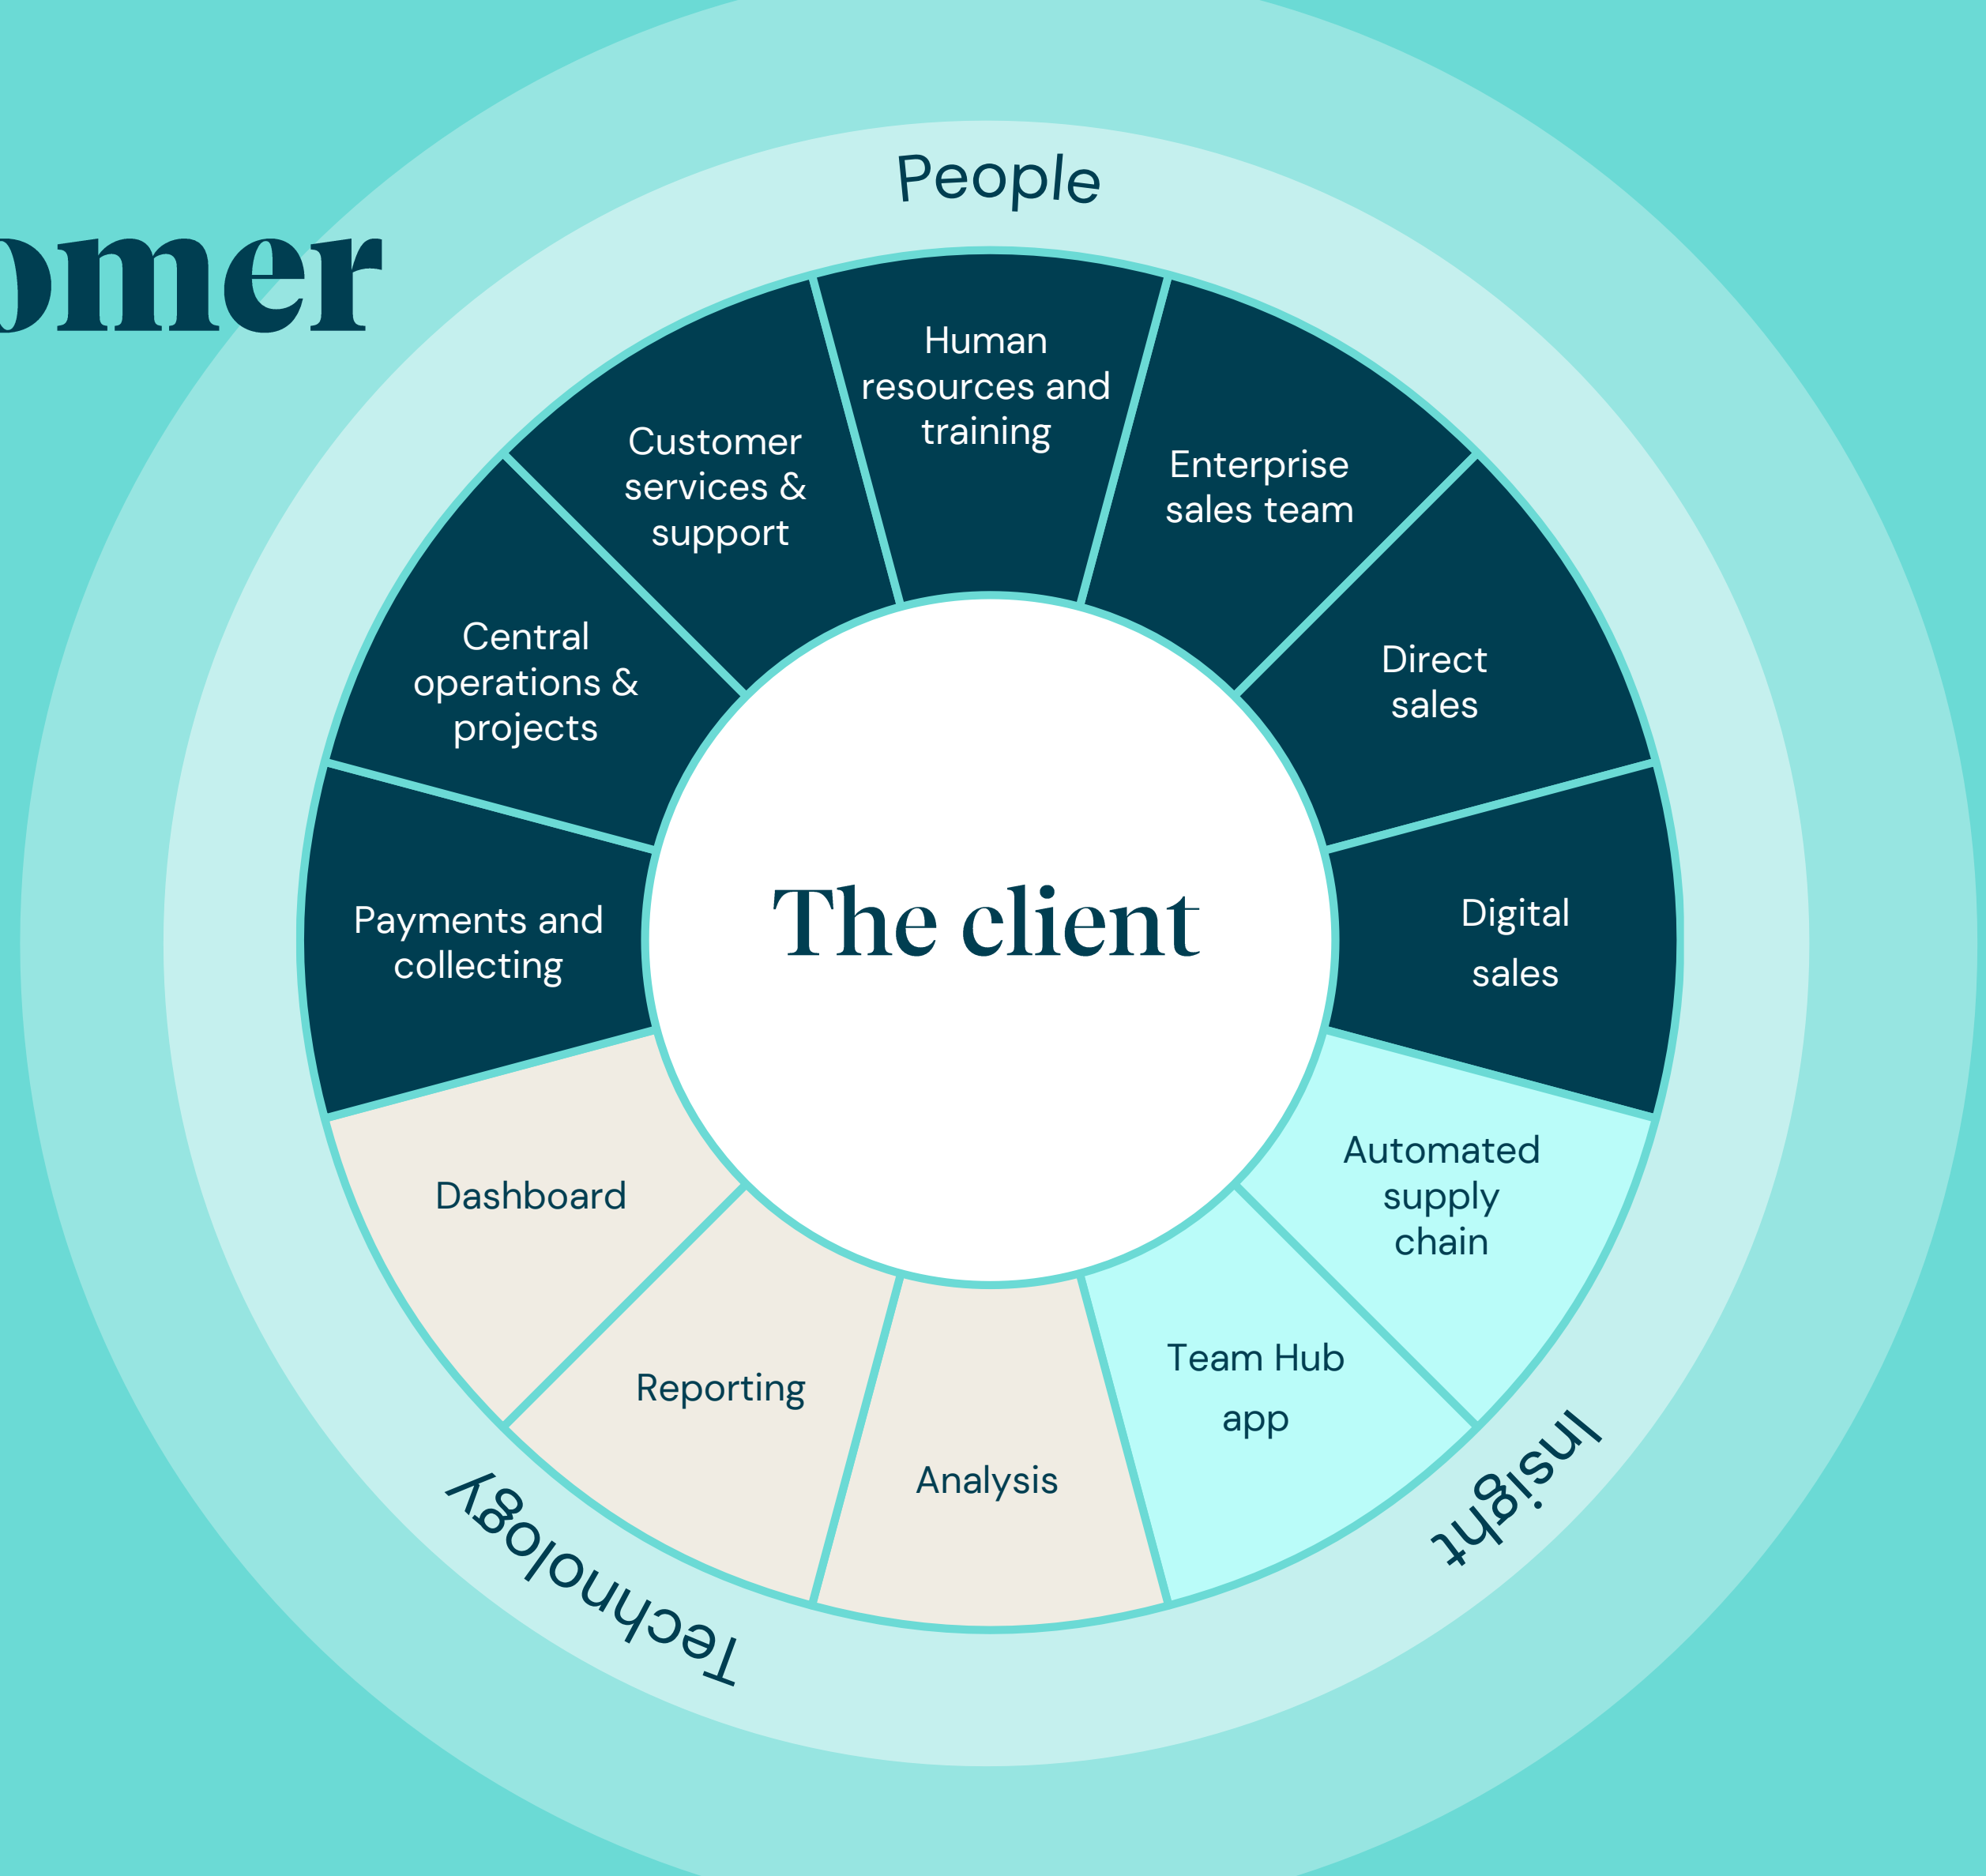 People
omer
Human
resources and
training
Enterprise
sales team
Direct
sales
Digital
sales
Automated
supply
chain
Team Hub
app
Analysis
Reporting
Dashboard
Payments and
collecting
Central
operations &
projects
Customer
services &
support
The client
Insight
Technology